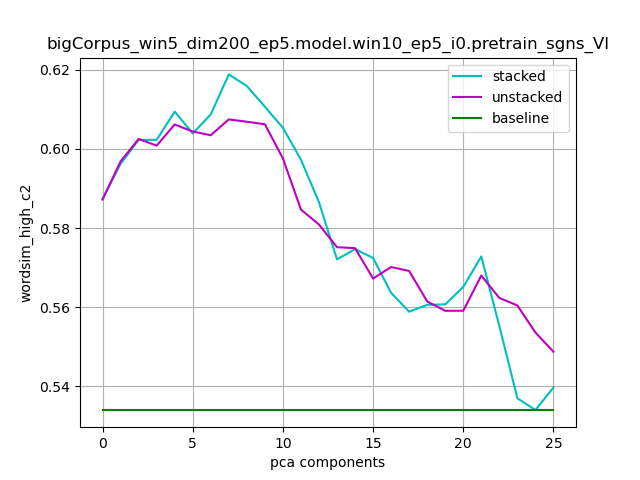 bigCorpus_win5_dim200_ep5.model.win10_ep5_i0.pretrain_sgns_VI
stacked
unstacked
baseline
0.62
0.60
0.58
0.56
0.54
wordsim_high_c2
0 5 10 15 20 25
pca components